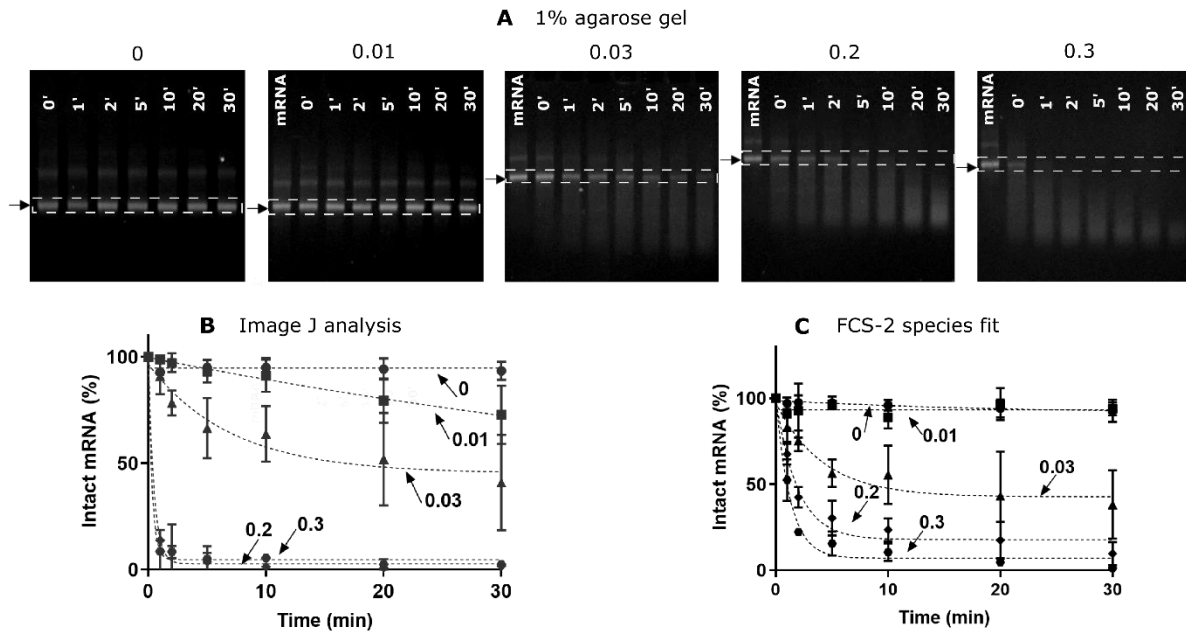 A 1% agarose gel
0 0.01 0.03 0.2 0.3
0' 1' 2' 5' 10' 20' 30'
mRNA 0' 1' 2' 5' 10' 20' 30'
mRNA 0' 1' 2' 5' 10' 20' 30'
mRNA 0' 1' 2' 5' 10' 20' 30'
mRNA 0' 1' 2' 5' 10' 20' 30'
B Image J analysis
Intact mRNA (%)
100
50
0
0
0.01
0.03
0.2
0.3
0 10 20 30
Time (min)
C FCS-2 species fit
Intact mRNA (%)
100
50
0
0
0.01
0.03
0.2
0.3
0 10 20 30
Time (min)